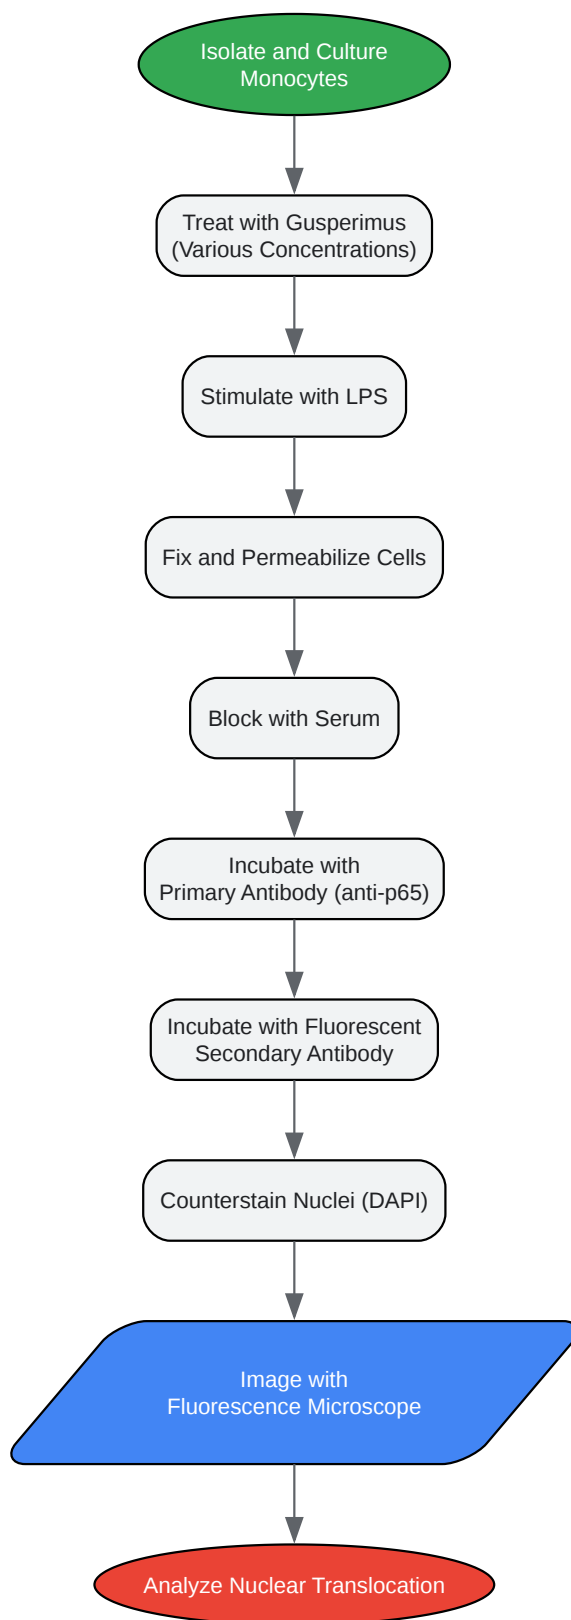 Isolate and Culture
Monocytes
Treat with Gusperimus
(Various Concentrations)
Stimulate with LPS
Fix and Permeabilize Cells
Block with Serum
Incubate with
Primary Antibody (anti-p65)
Incubate with Fluorescent
Secondary Antibody
Counterstain Nuclei (DAPI)
Image with
Fluorescence Microscope
Analyze Nuclear Translocation